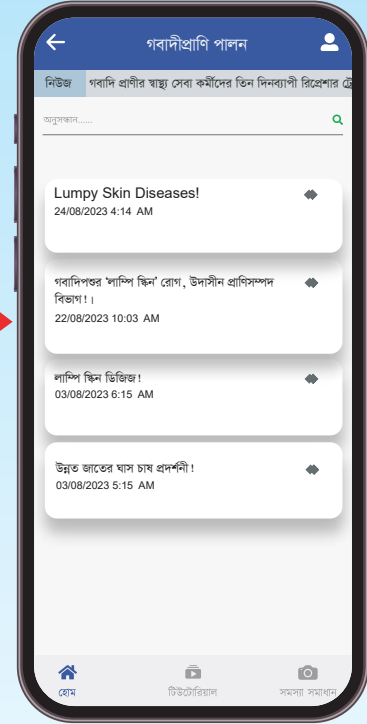 গবাদীপ্রাণি পালন
নিউজ গবাদি প্রাণীর স্বাস্থ্য সেবা কর্মীদের তিন দিনব্যাপী রিপ্রেশার
অনুসন্ধান......
Lumpy Skin Diseases!
24/08/2023 4:14 AM
গবাদিপশুর ‘লাম্পি স্কিন’ রোগ, উদাসীন প্রাণিসম্পদ
বিভাগ!।
22/08/2023 10:03 AM
লাম্পি স্কিন ডিজিজ!
03/08/2023 6:15 AM
উন্নত জাতের ঘাস চাষ প্রদর্শনী!
03/08/2023 5:15 AM
হোম টিউটোরিয়াল সমস্যা সমাধান